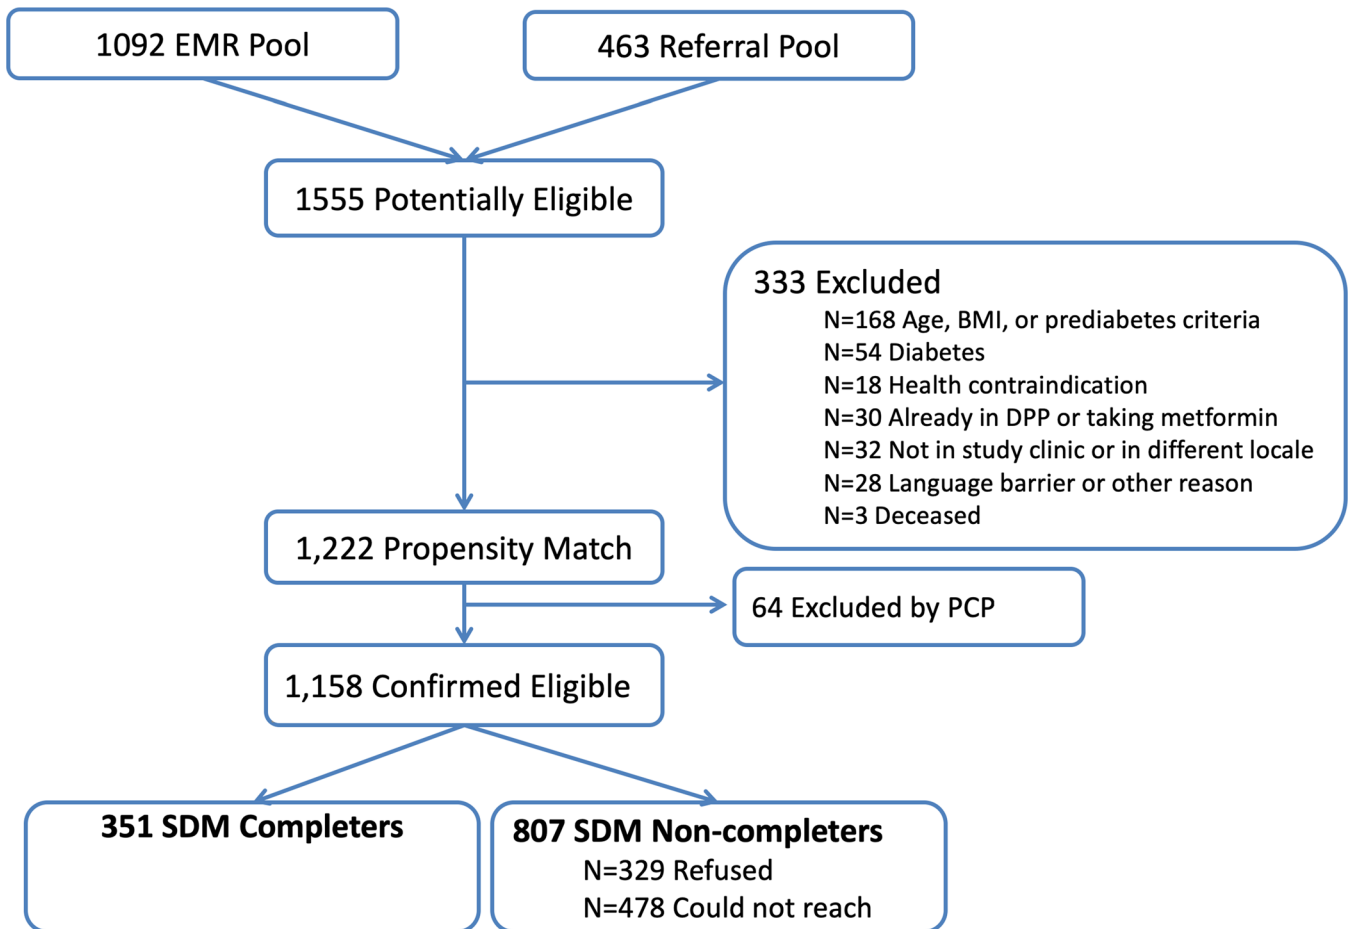 1092 EMR Pool
463 Referral Pool
1555 Potentially Eligible
333 Excluded
N=168 Age, BMI, or prediabetes criteria
N=54 Diabetes
N=18 Health contraindication
N=30 Already in DPP or taking metformin
N=32 Not in study clinic or in different locale
N=28 Language barrier or other reason
N=3 Deceased
1,222 Propensity Match
64 Excluded by PCP
1,158 Confirmed Eligible
351 SDM Completers
807 SDM Non-completers
N=329 Refused
N=478 Could not reach